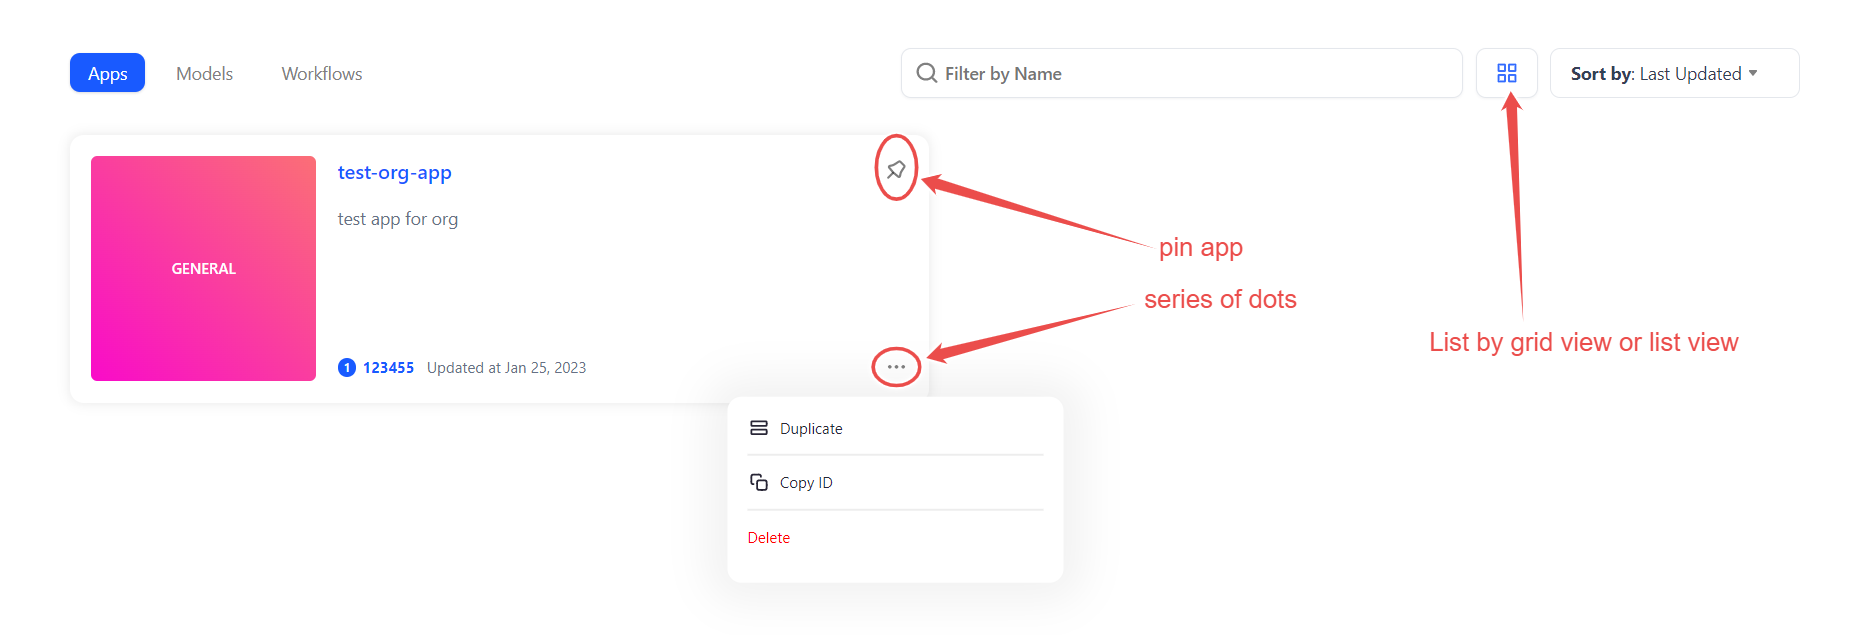 Apps Models Workflows Filter by Name Sort by: Last Updated
test-org-app
test app for org
GENERAL
1 123455 Updated at Jan 25, 2023
pin app
series of dots
List by grid view or list view
Duplicate
Copy ID
Delete